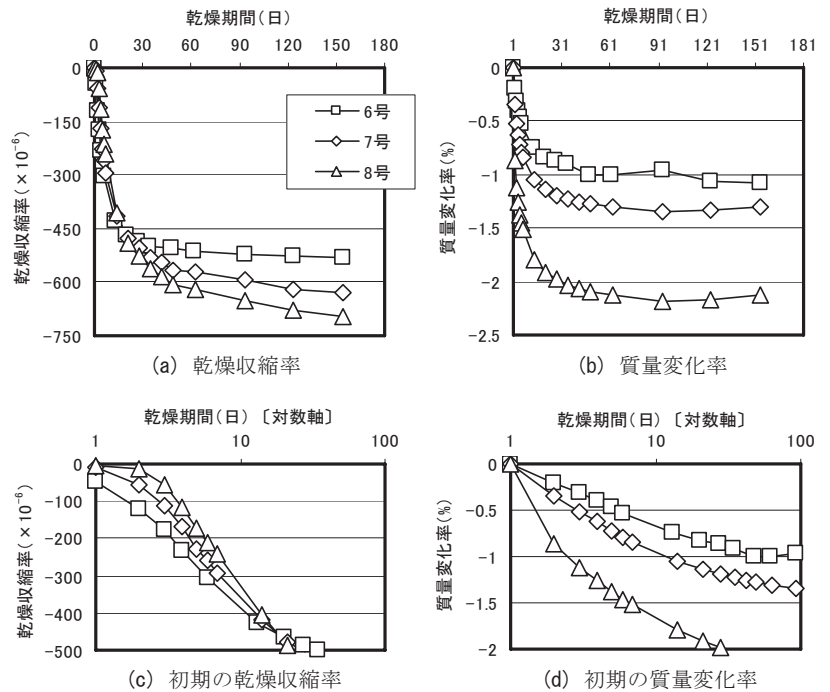 乾燥期間(日)
0 30 60 90 120 150 180
0
-150
-300
-450
-600
-750
乾燥収縮率(×10⁻⁶)
6号
7号
8号
(a) 乾燥収縮率
乾燥期間(日)
1 31 61 91 121 151 181
0
-0.5
-1
-1.5
-2
-2.5
質量変化率(%)
(b) 質量変化率
乾燥期間(日)〔対数軸〕
1 10 100
0
-100
-200
-300
-400
-500
乾燥収縮率(×10⁻⁶)
(c) 初期の乾燥収縮率
乾燥期間(日)〔対数軸〕
1 10 100
0
-0.5
-1
-1.5
-2
質量変化率(%)
(d) 初期の質量変化率